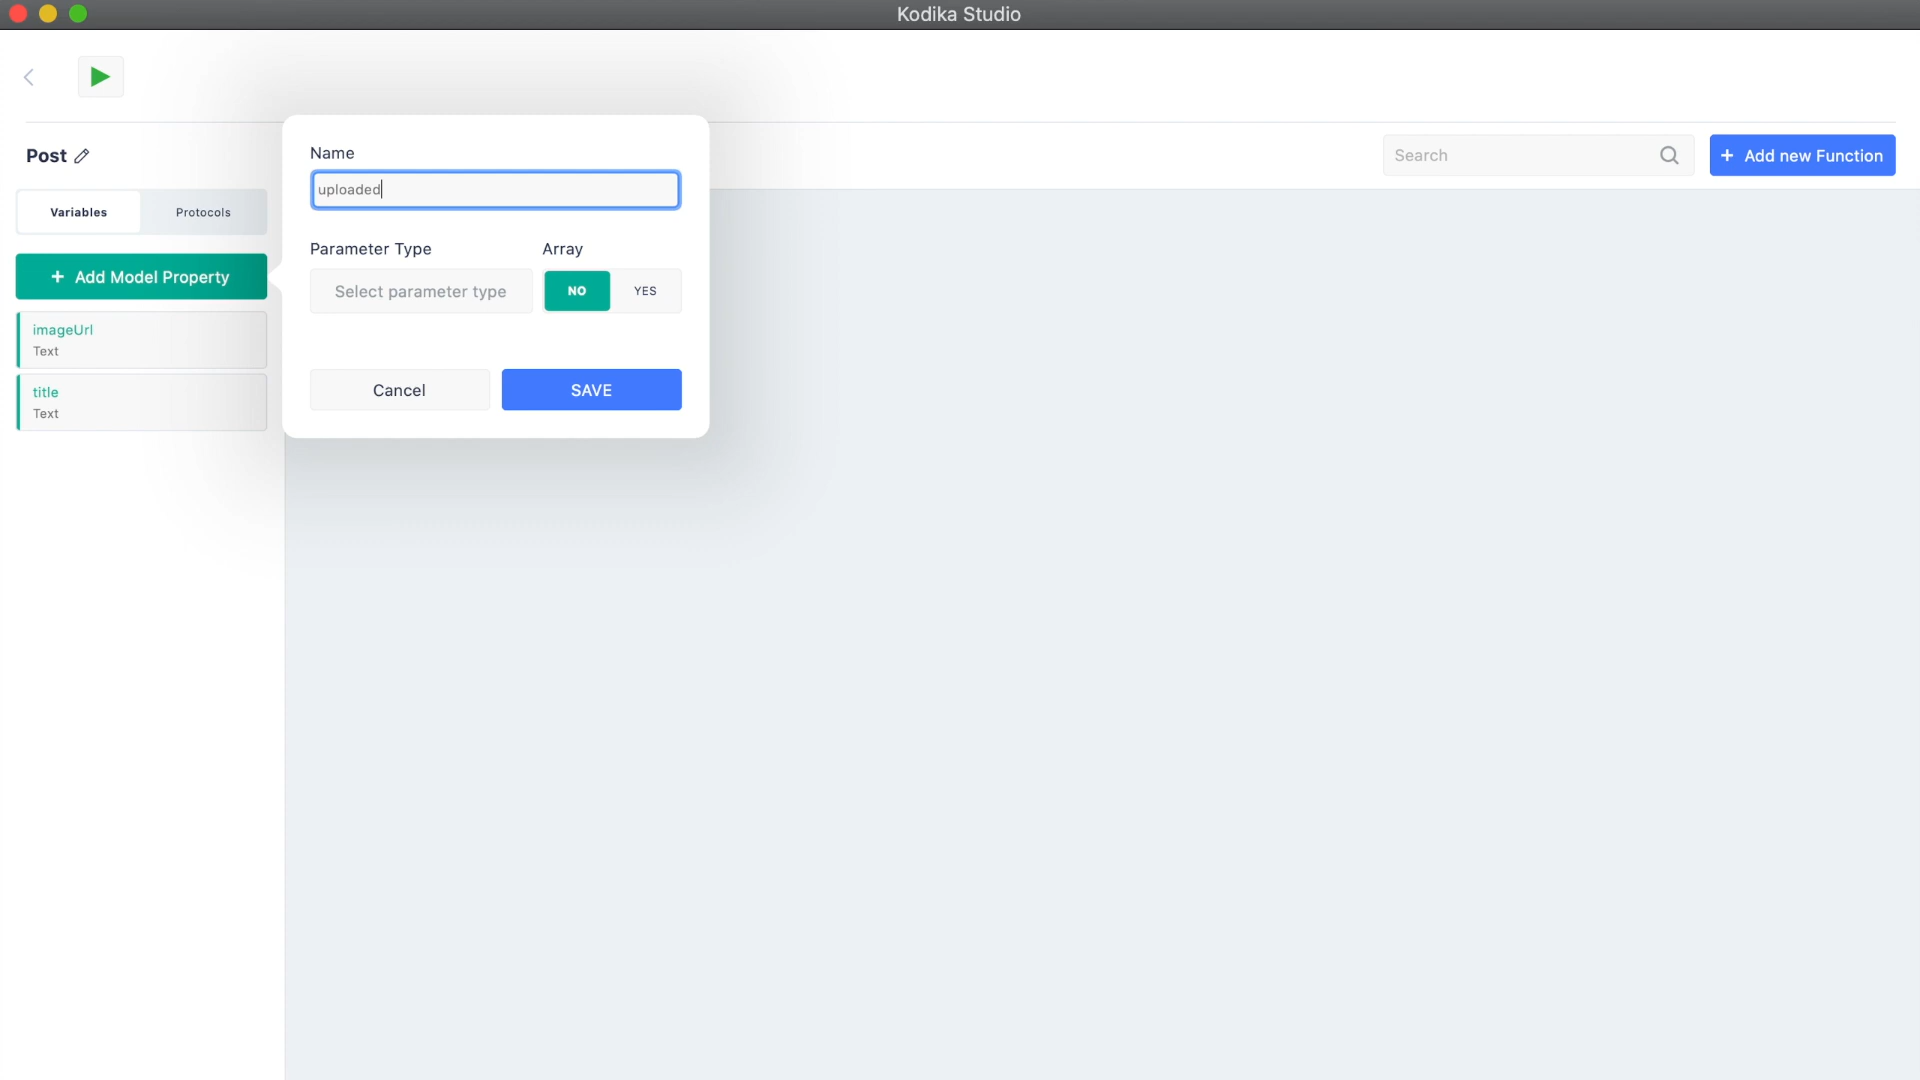 Kodika Studio
Post
Search
+ Add new Function
Variables
Protocols
+ Add Model Property
imageUrl
Text
title
Text
Name
uploaded
Parameter Type
Array
Select parameter type
NO
YES
Cancel
SAVE